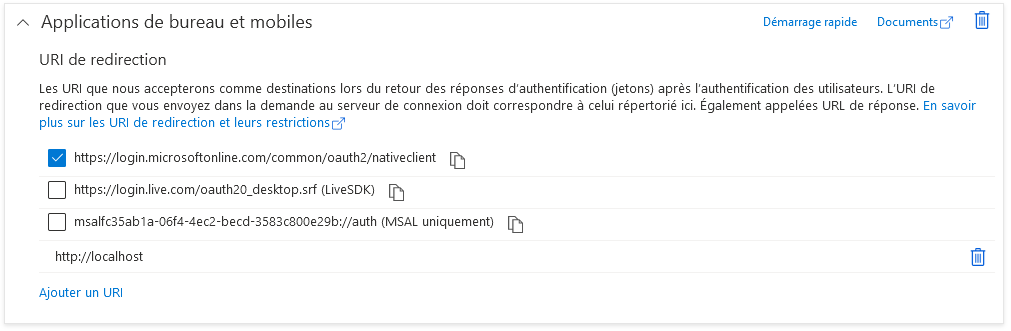 Applications de bureau et mobiles
Démarrage rapide
Documents
URI de redirection
Les URI que nous accepterons comme destinations lors du retour des réponses d'authentification (jetons) après l'authentification des utilisateurs. L'URI de
redirection que vous envoyez dans la demande au serveur de connexion doit correspondre à celui répertorié ici. Également appelées URL de réponse. En savoir
plus sur les URI de redirection et leurs restrictions
https://login.microsoftonline.com/common/oauth2/nativeclient
https://login.live.com/oauth20_desktop.srf (LiveSDK)
msalfc35ab1a-06f4-4ec2-becd-3583c800e29b://auth (MSAL uniquement)
http://localhost
Ajouter un URI